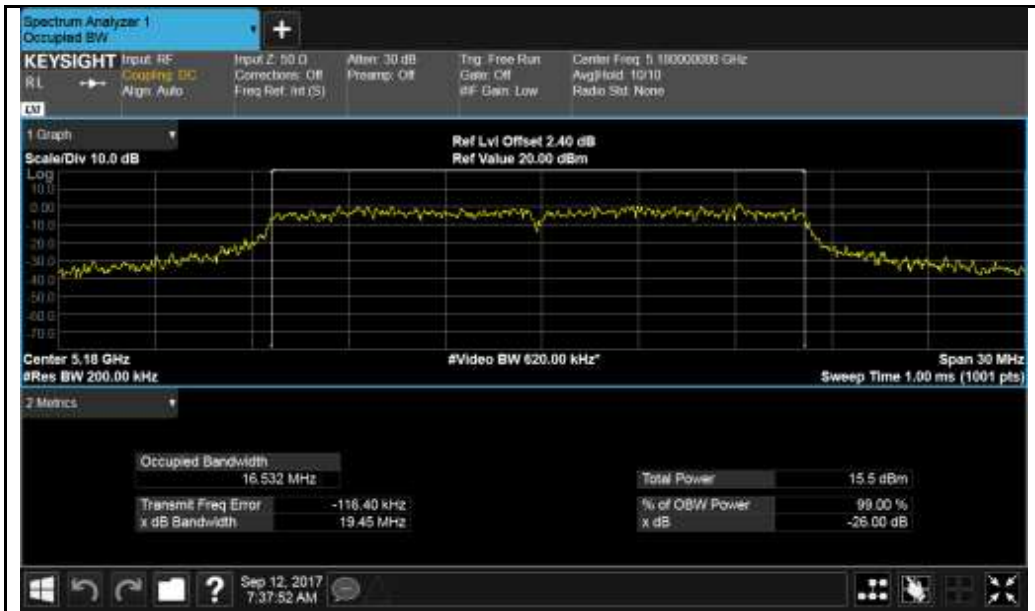 Spectrum Analyzer 1
Occupied BW
KEYSIGHT Input: RF Input Z: 50 Ω Atten: 30 dB Trig: Free Run Center Freq: 5.180000000 GHz
RL Coupling: DC Corrections: Off Preamp: Off Gate: Off Avg|Hold: 10/10
Align: Auto Freq Ref: Int (S) #IF Gain: Low Radio Std: None
LXI
1 Graph Ref Lvl Offset 2.40 dB
Scale/Div 10.0 dB Ref Value 20.00 dBm
Log
10.0
0.00
-10.0
-20.0
-30.0
-40.0
-50.0
-60.0
-70.0
Center 5.18 GHz #Video BW 620.00 kHz* Span 30 MHz
#Res BW 200.00 kHz Sweep Time 1.00 ms (1001 pts)
2 Metrics
Occupied Bandwidth
16.532 MHz Total Power 15.5 dBm
Transmit Freq Error -116.40 kHz % of OBW Power 99.00 %
x dB Bandwidth 19.45 MHz x dB -26.00 dB
? Sep 12, 2017
7:37:52 AM